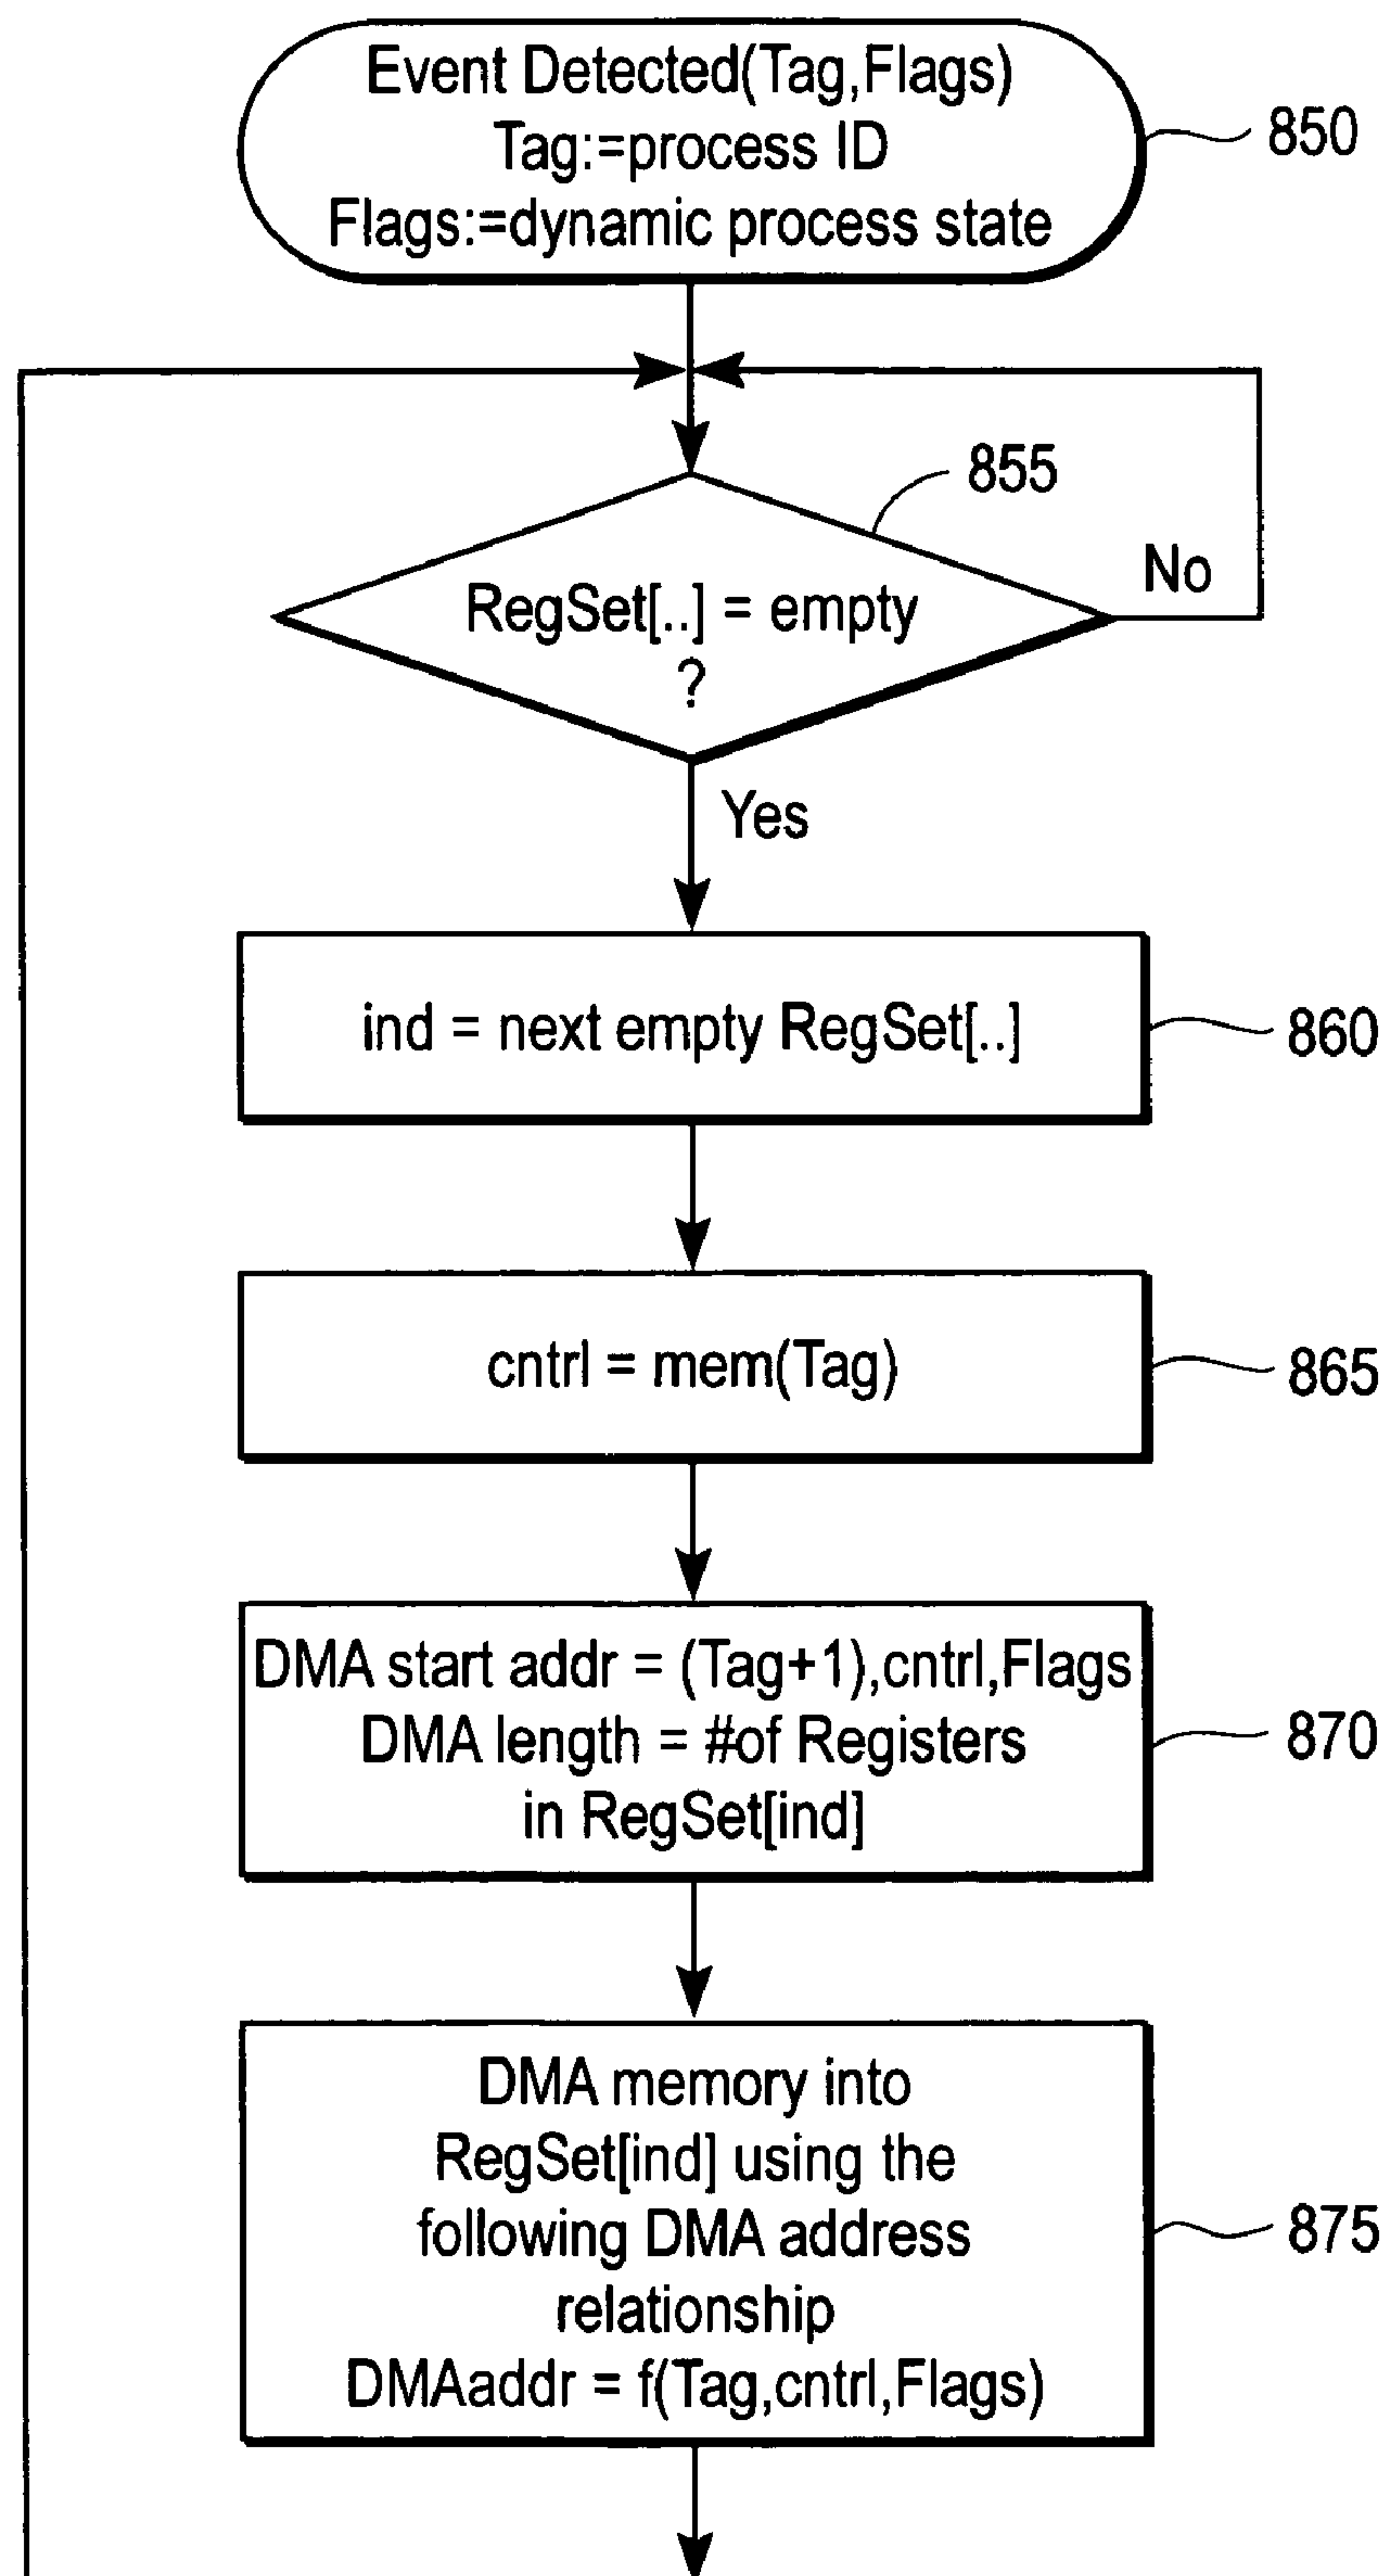 Event Detected(Tag,Flags)
Tag:=process ID
Flags:=dynamic process state
850
855
RegSet[..] = empty
?
No
Yes
ind = next empty RegSet[..]
860
cntrl = mem(Tag)
865
DMA start addr = (Tag+1),cntrl,Flags
DMA length = #of Registers
in RegSet[ind]
870
DMA memory into
RegSet[ind] using the
following DMA address
relationship
DMAaddr = f(Tag,cntrl,Flags)
875